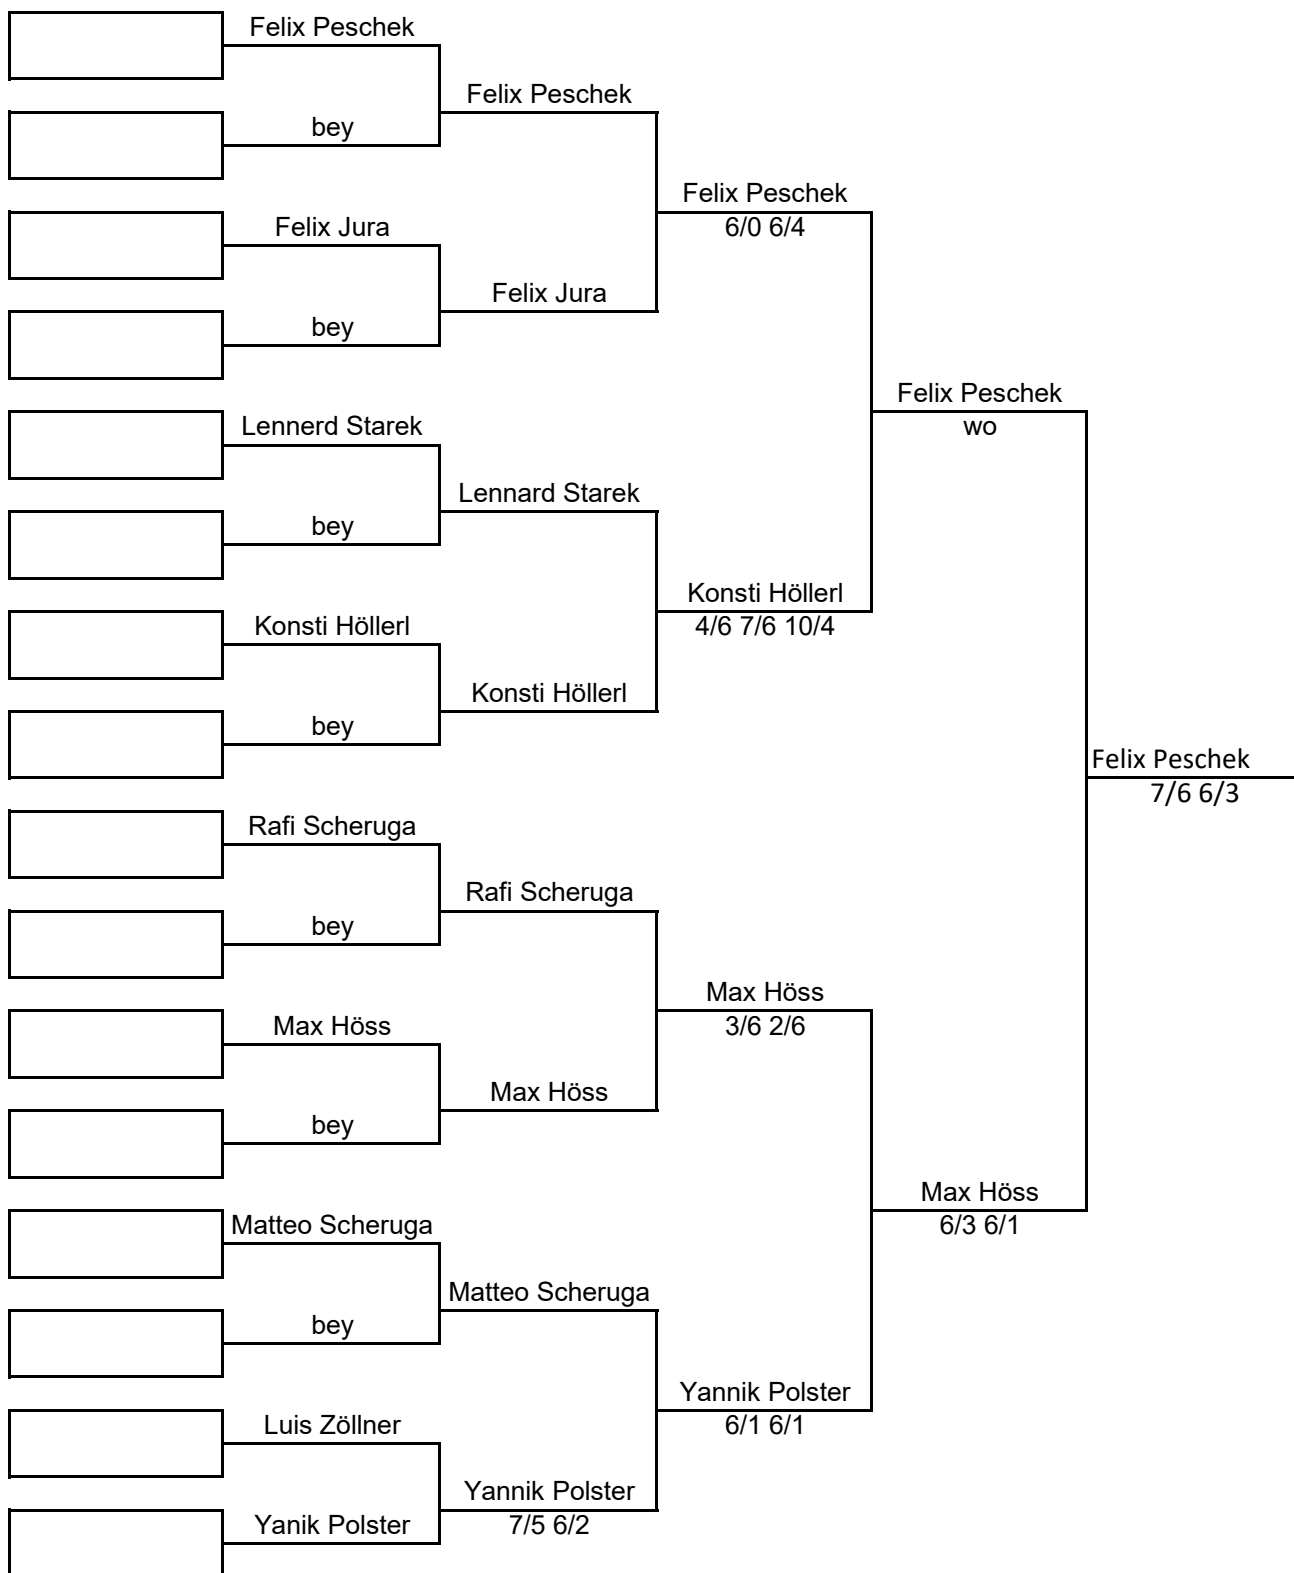 Felix Peschek
Felix Peschek
bey
Felix Peschek
6/0 6/4
Felix Jura
Felix Jura
bey
Felix Peschek
wo
Lennerd Starek
Lennard Starek
bey
Konsti Höllerl
4/6 7/6 10/4
Konsti Höllerl
Konsti Höllerl
bey
Felix Peschek
7/6 6/3
Rafi Scheruga
Rafi Scheruga
bey
Max Höss
3/6 2/6
Max Höss
Max Höss
bey
Max Höss
6/3 6/1
Matteo Scheruga
Matteo Scheruga
bey
Yannik Polster
6/1 6/1
Luis Zöllner
Yannik Polster
7/5 6/2
Yanik Polster